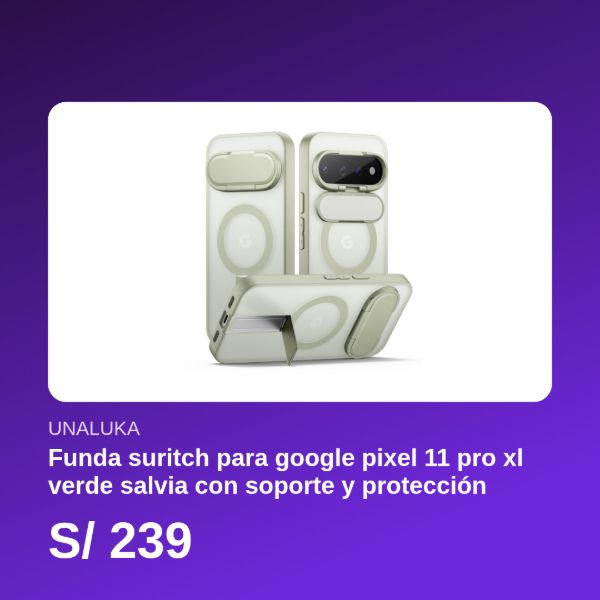 UNALUKA
Funda suritch para google pixel 11 pro xl
verde salvia con soporte y protección
S/ 239